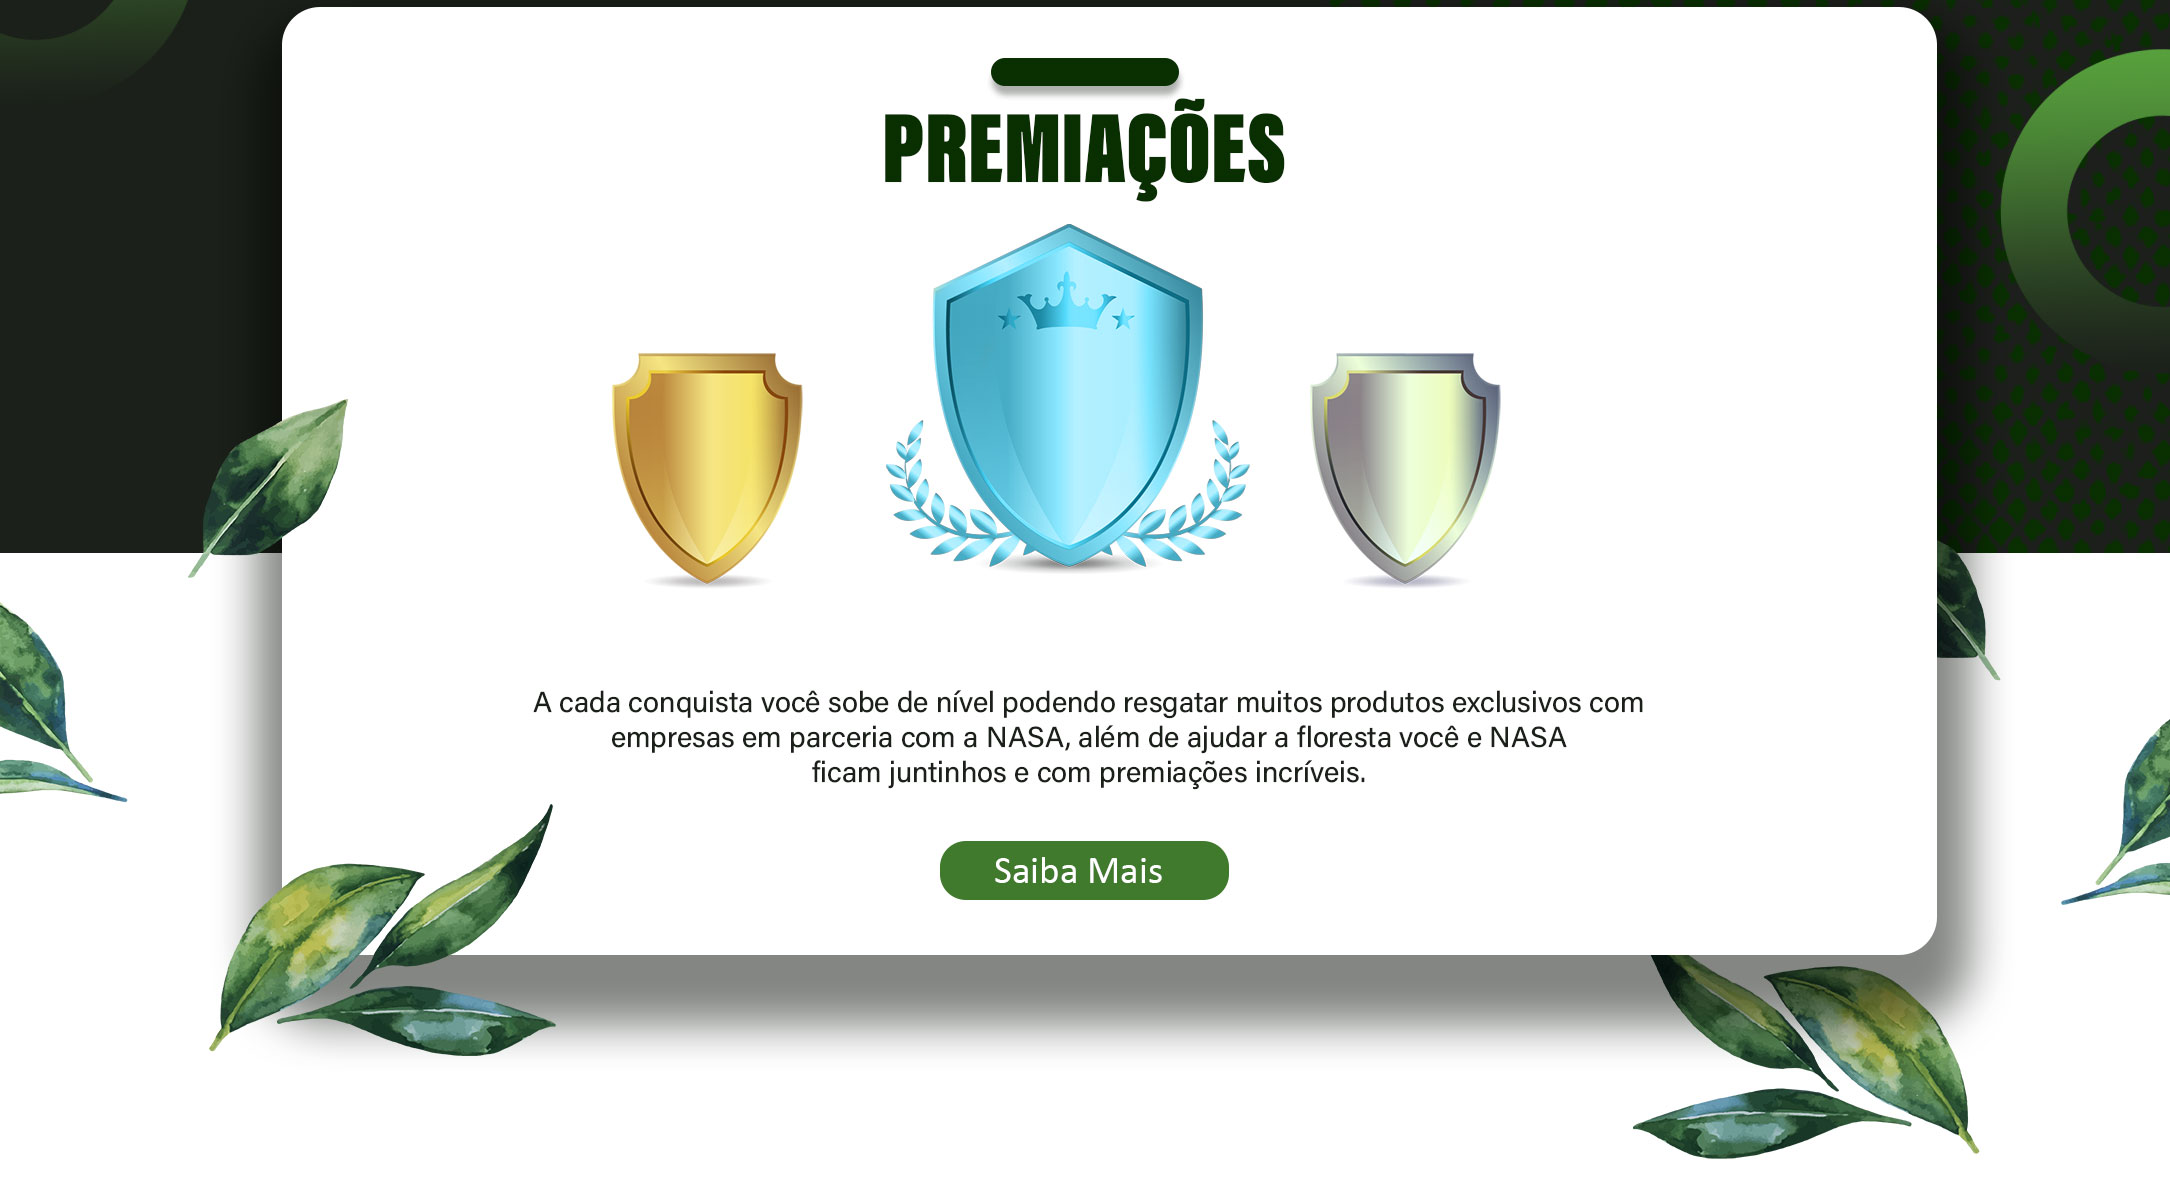 PREMIAÇÕES
A cada conquista você sobe de nível podendo resgatar muitos produtos exclusivos com
empresas em parceria com a NASA, além de ajudar a floresta você e NASA
ficam juntinhos e com premiações incríveis.
Saiba Mais